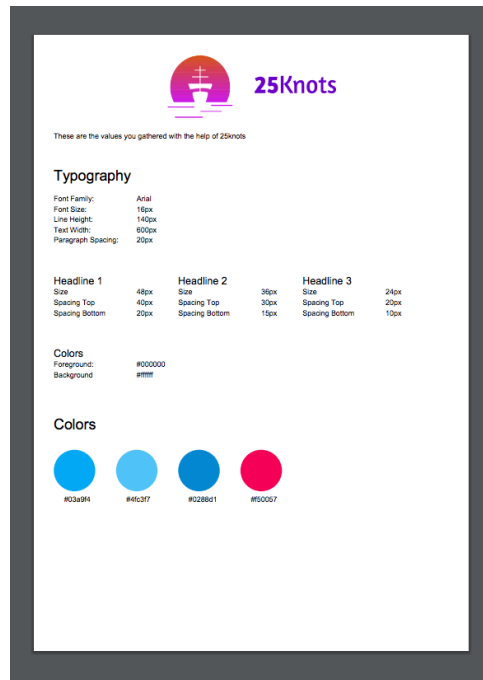 25Knots
These are the values you gathered with the help of 25knots
Typography
Font Family: Arial
Font Size: 16px
Line Height: 140px
Text Width: 600px
Paragraph Spacing: 20px
Headline 1 Headline 2 Headline 3
Size 48px Size 36px Size 24px
Spacing Top 40px Spacing Top 30px Spacing Top 20px
Spacing Bottom 20px Spacing Bottom 15px Spacing Bottom 10px
Colors
Foreground: #000000
Background #ffffff
Colors
#03a9f4 #4fc3f7 #0288d1 #f50057